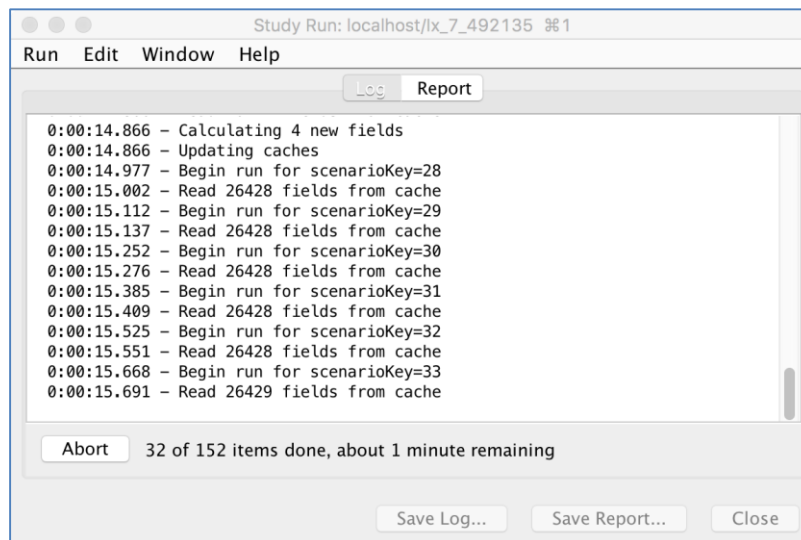 Study Run: localhost/lx_7_492135 ⌘1
Run Edit Window Help
Log Report
0:00:14.866 – Calculating 4 new fields
0:00:14.866 – Updating caches
0:00:14.977 – Begin run for scenarioKey=28
0:00:15.002 – Read 26428 fields from cache
0:00:15.112 – Begin run for scenarioKey=29
0:00:15.137 – Read 26428 fields from cache
0:00:15.252 – Begin run for scenarioKey=30
0:00:15.276 – Read 26428 fields from cache
0:00:15.385 – Begin run for scenarioKey=31
0:00:15.409 – Read 26428 fields from cache
0:00:15.525 – Begin run for scenarioKey=32
0:00:15.551 – Read 26428 fields from cache
0:00:15.668 – Begin run for scenarioKey=33
0:00:15.691 – Read 26429 fields from cache
Abort 32 of 152 items done, about 1 minute remaining
Save Log... Save Report... Close